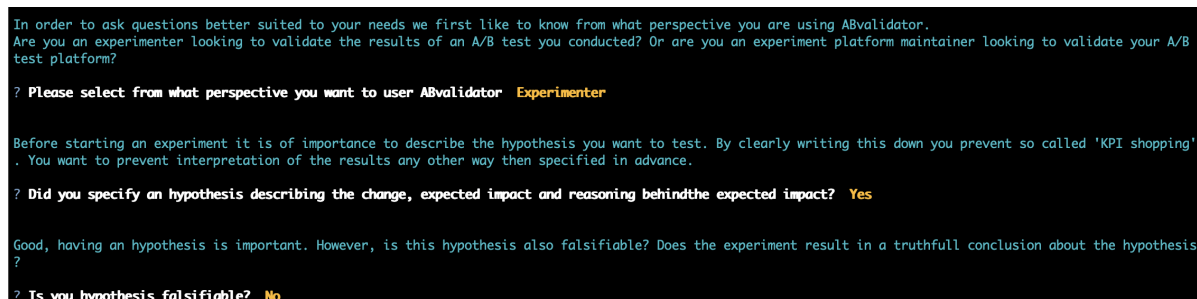 In order to ask questions better suited to your needs we first like to know from what perspective you are using ABvalidator.
Are you an experimenter looking to validate the results of an A/B test you conducted? Or are you an experiment platform maintainer looking to validate your A/B
test platform?
? Please select from what perspective you want to user ABvalidator Experimenter
Before starting an experiment it is of importance to describe the hypothesis you want to test. By clearly writing this down you prevent so called 'KPI shopping'
. You want to prevent interpretation of the results any other way then specified in advance.
? Did you specify an hypothesis describing the change, expected impact and reasoning behindthe expected impact? Yes
Good, having an hypothesis is important. However, is this hypothesis also falsifiable? Does the experiment result in a truthfull conclusion about the hypothesis
?
? Is you hypothesis falsifiable? No